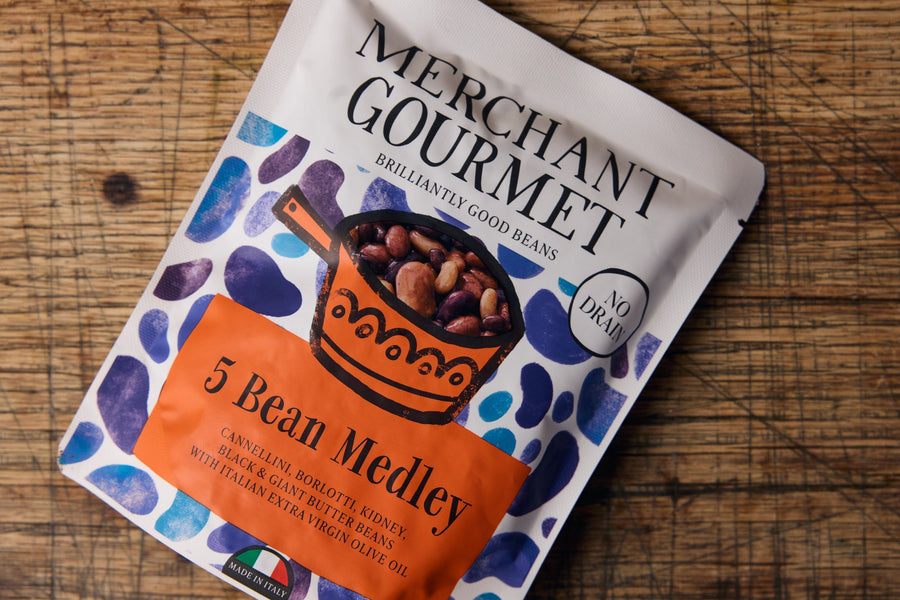 MERCHANT
GOURMET
BRILLIANTLY GOOD BEANS
NO
DRAIN
5 Bean Medley
CANNELLINI, BORLOTTI, KIDNEY,
BLACK & GIANT BUTTER BEANS
WITH ITALIAN EXTRA VIRGIN OLIVE OIL
MADE IN ITALY